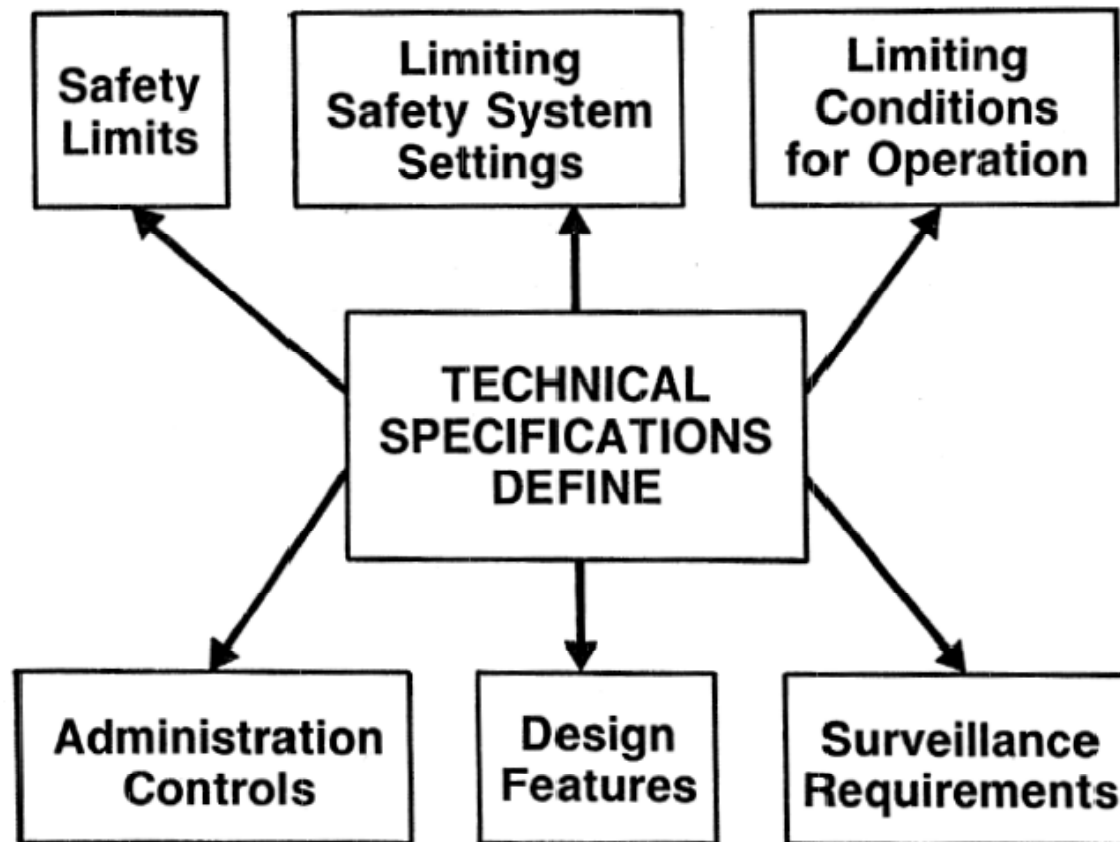 Safety
Limits
Limiting
Safety System
Settings
Limiting
Conditions
for Operation
TECHNICAL
SPECIFICATIONS
DEFINE
Administration
Controls
Design
Features
Surveillance
Requirements